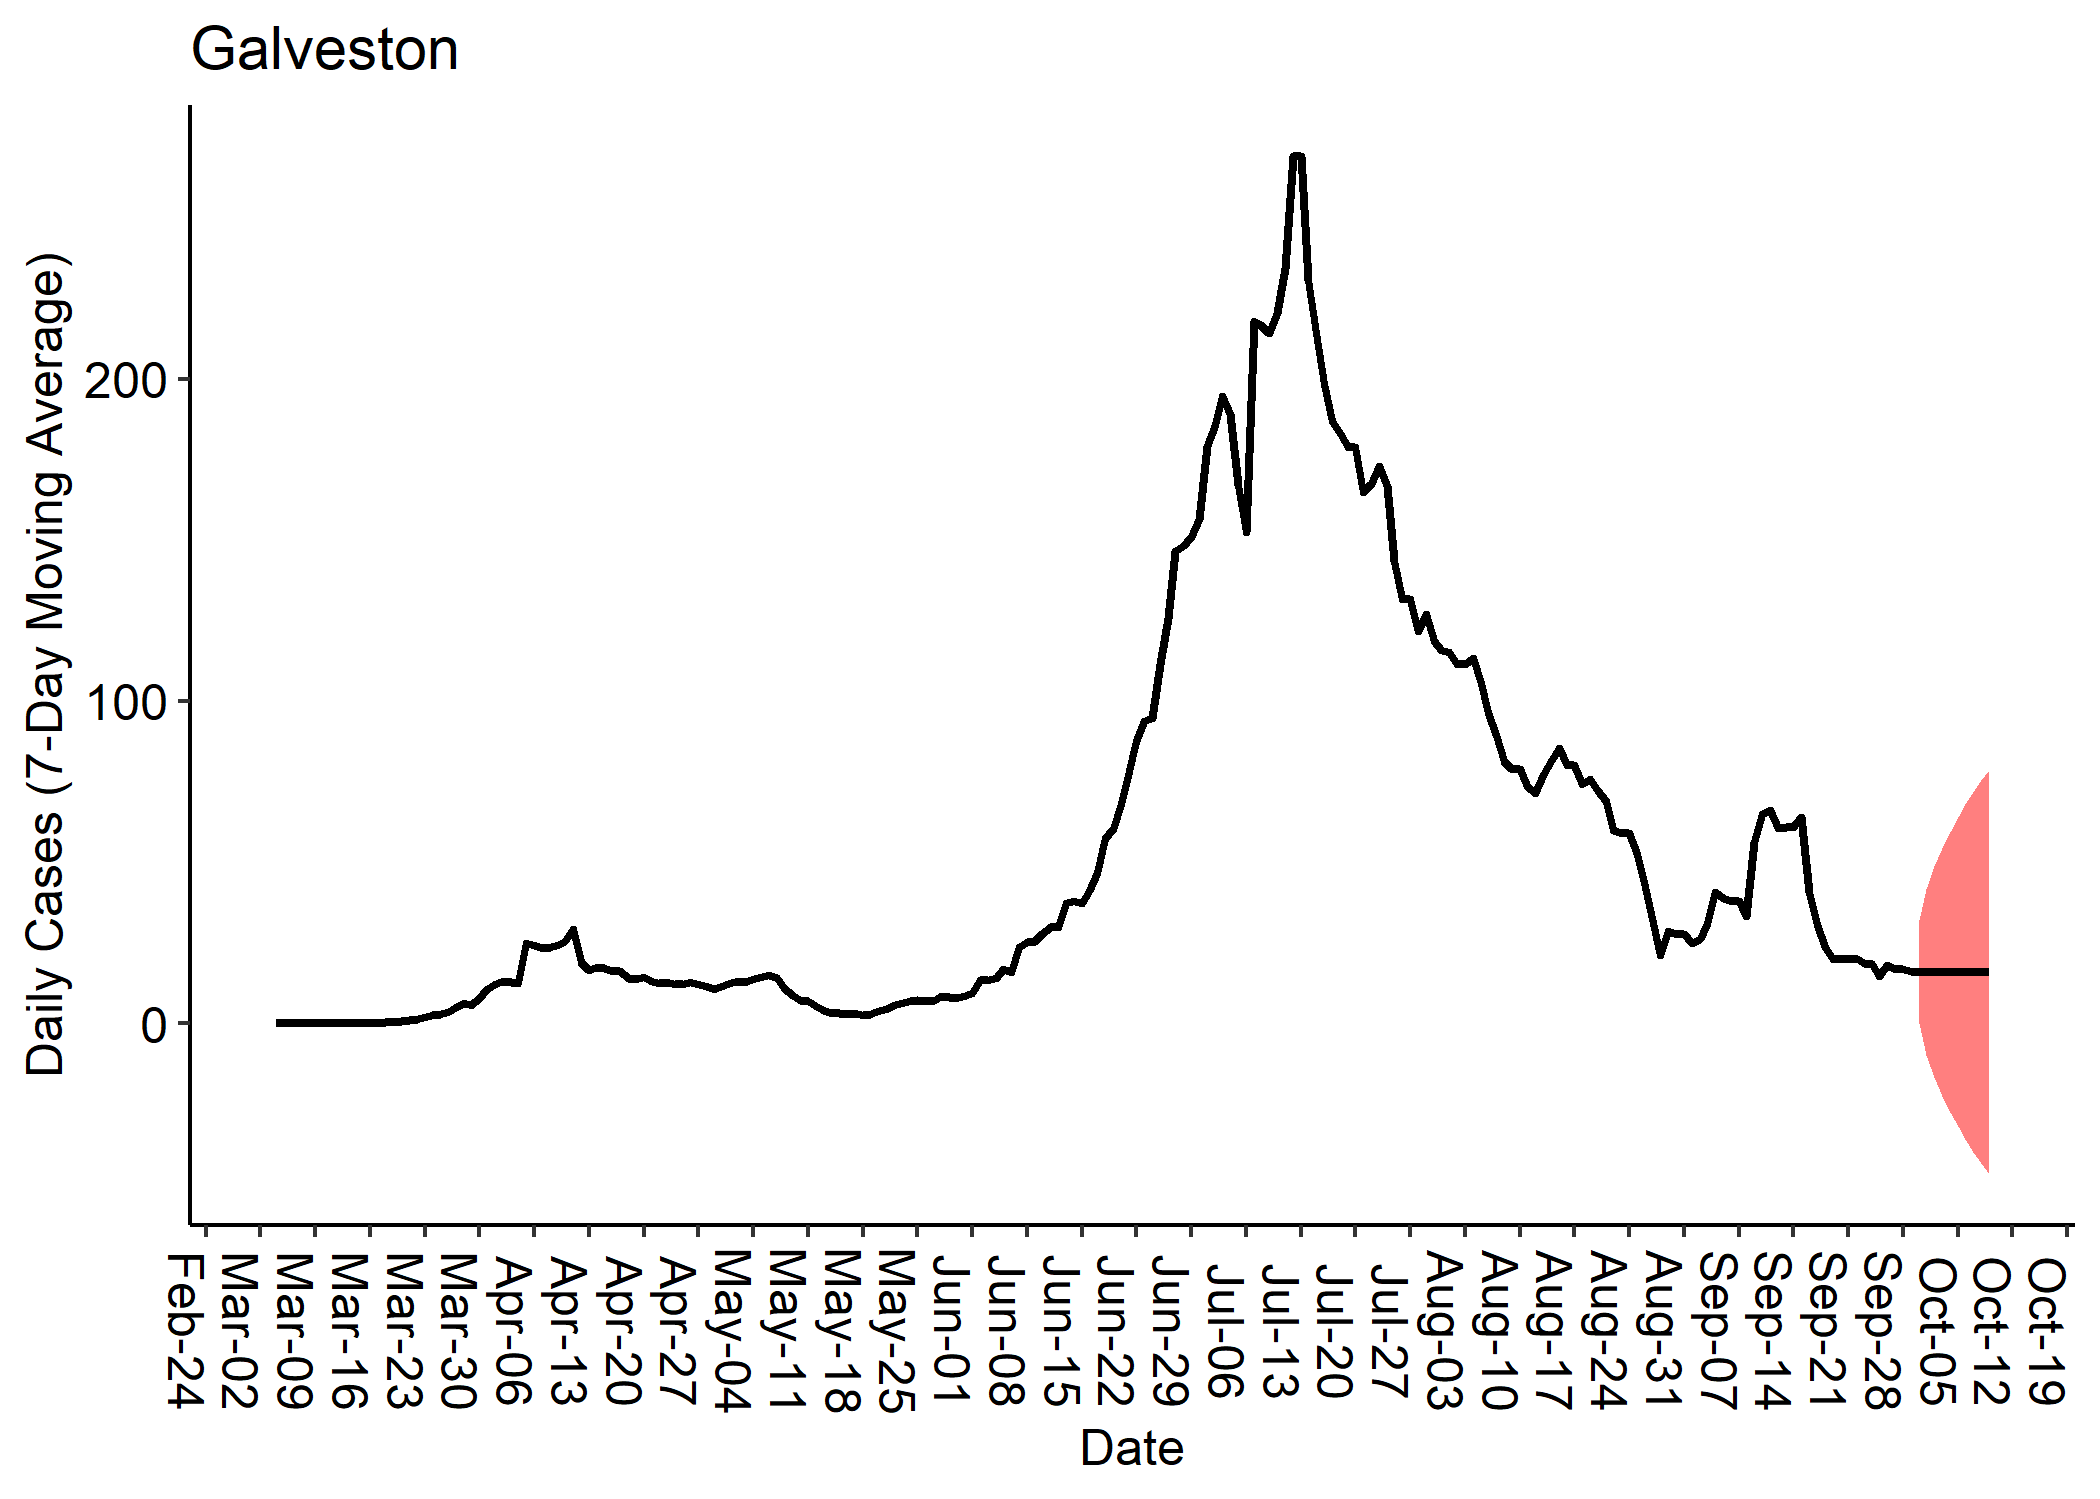 Galveston
Daily Cases (7-Day Moving Average)
200
100
0
Feb-24
Mar-02
Mar-09
Mar-16
Mar-23
Mar-30
Apr-06
Apr-13
Apr-20
Apr-27
May-04
May-11
May-18
May-25
Jun-01
Jun-08
Jun-15
Jun-22
Jun-29
Jul-06
Jul-13
Jul-20
Jul-27
Aug-03
Aug-10
Aug-17
Aug-24
Aug-31
Sep-07
Sep-14
Sep-21
Sep-28
Oct-05
Oct-12
Oct-19
Date